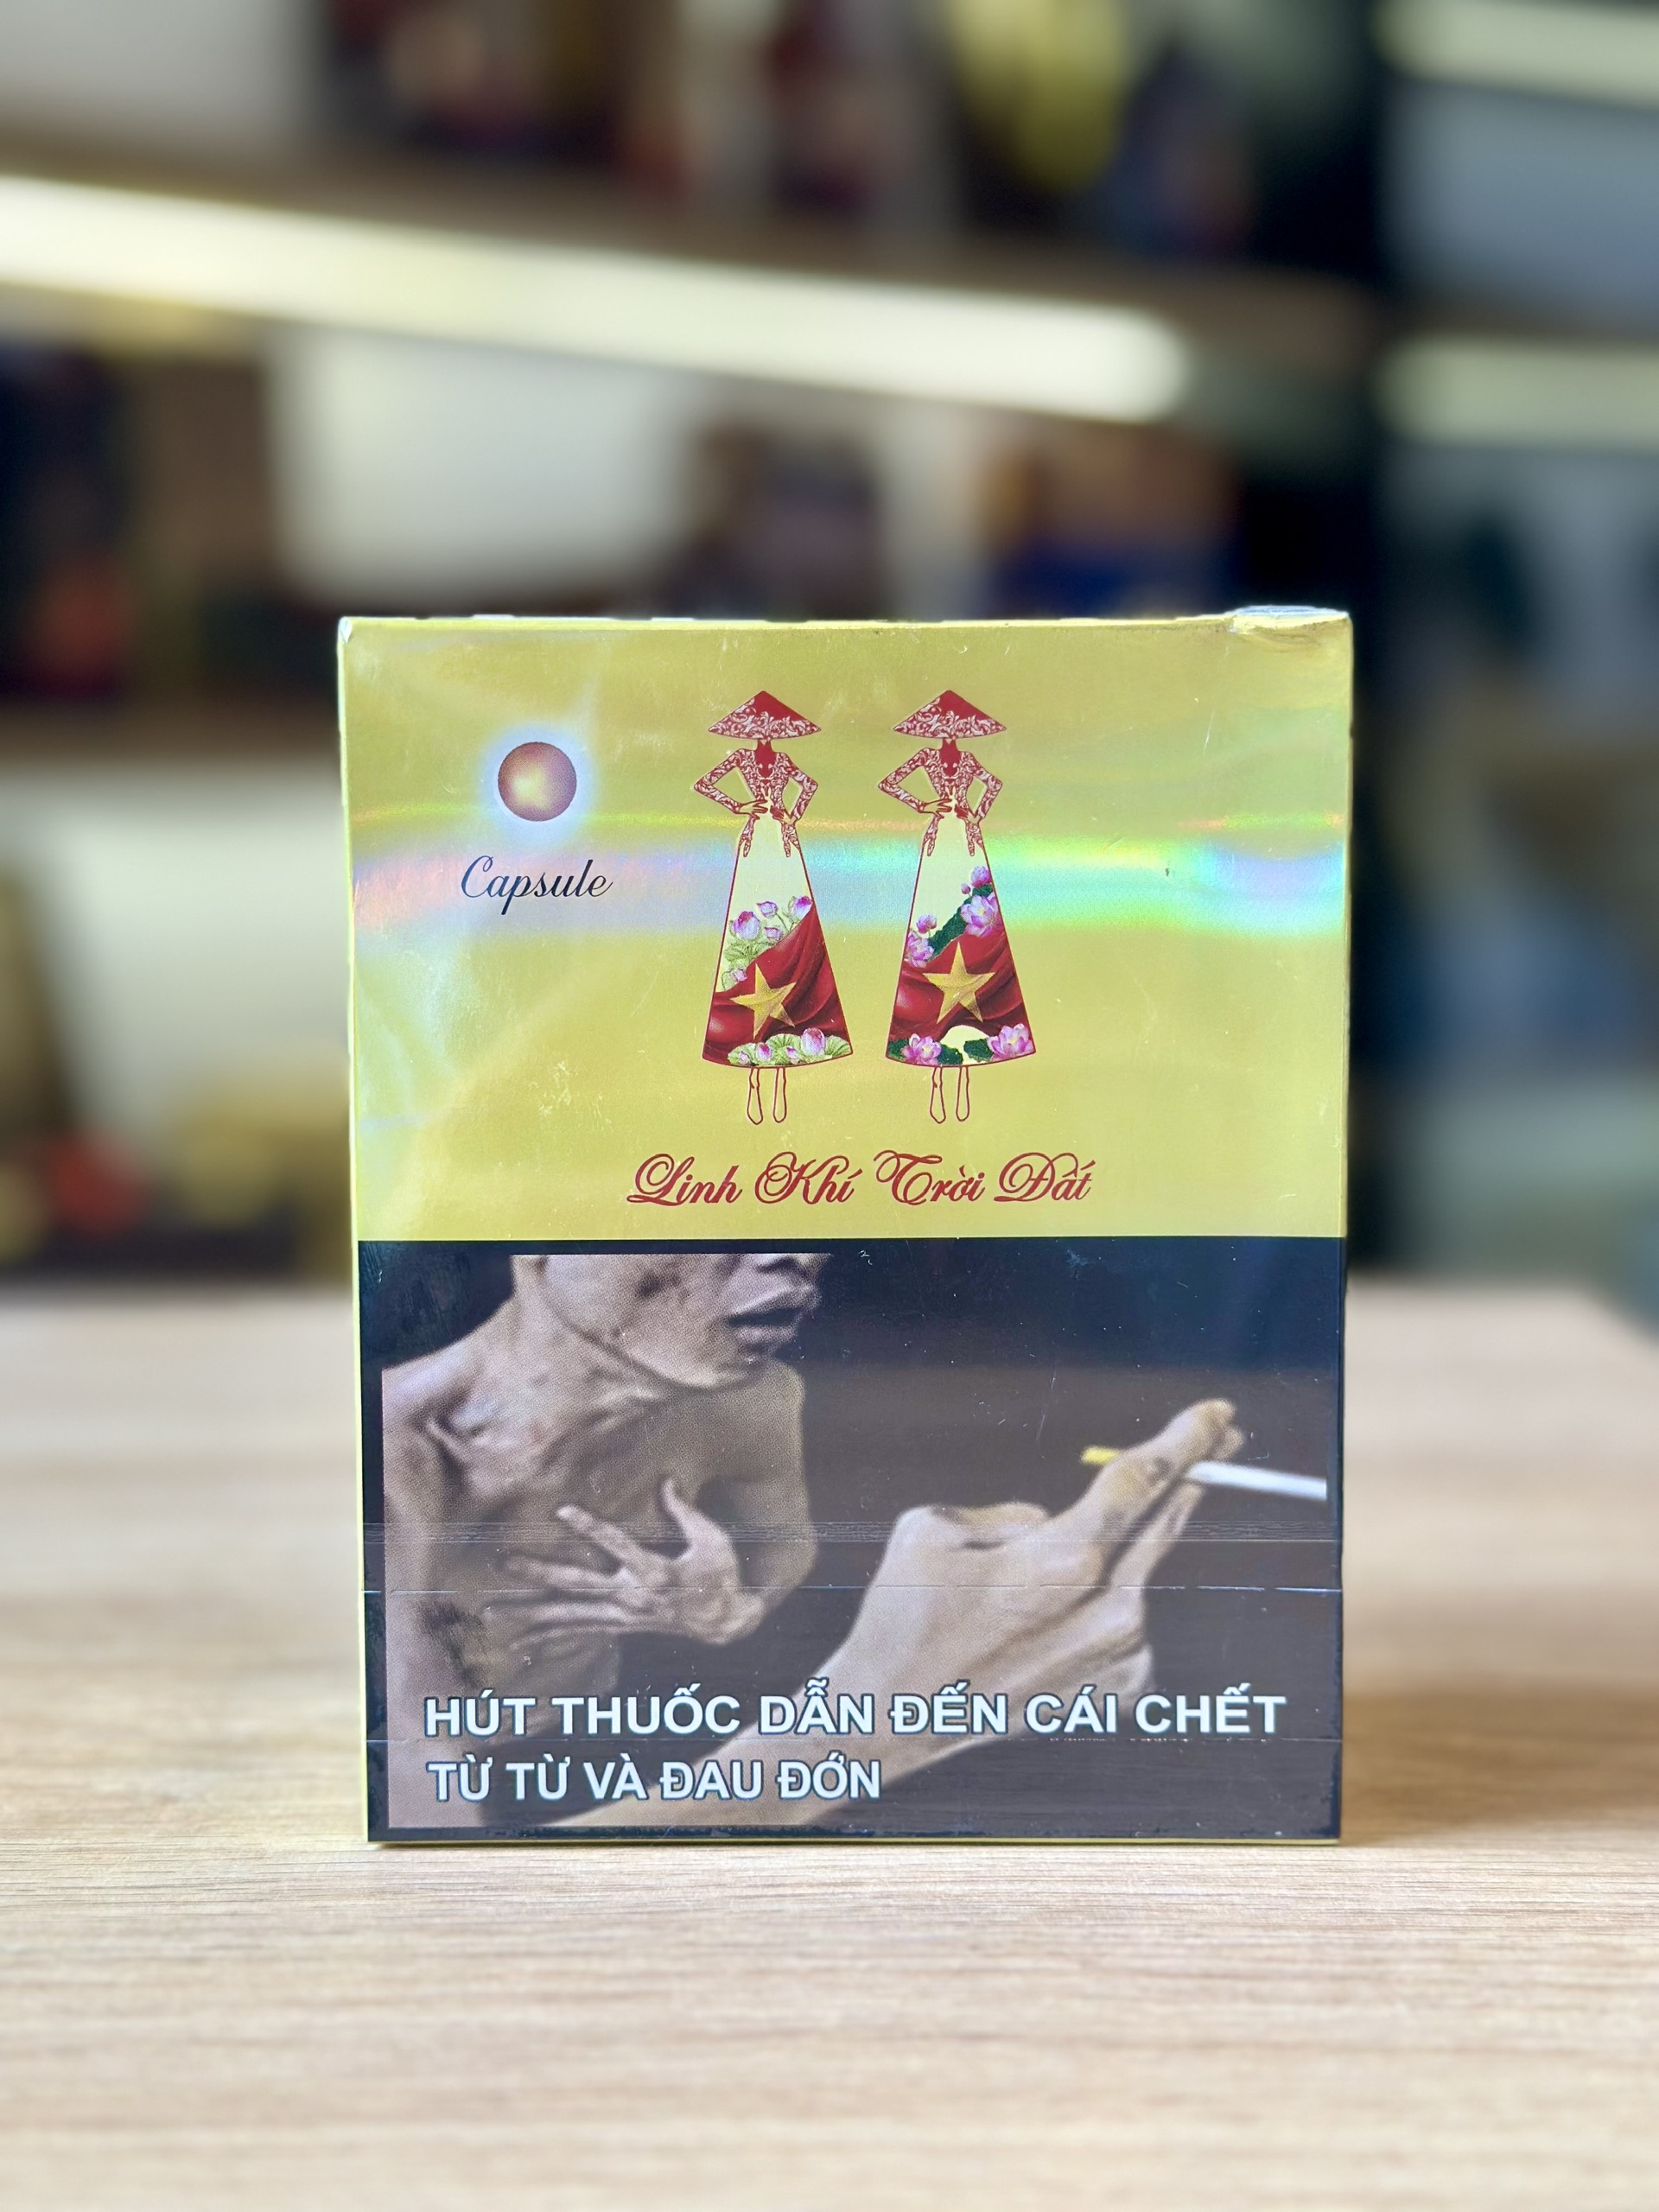 Capsule
Linh Khí Trời Đất
HÚT THUỐC DẪN ĐẾN CÁI CHẾT
TỪ TỪ VÀ ĐAU ĐỚN